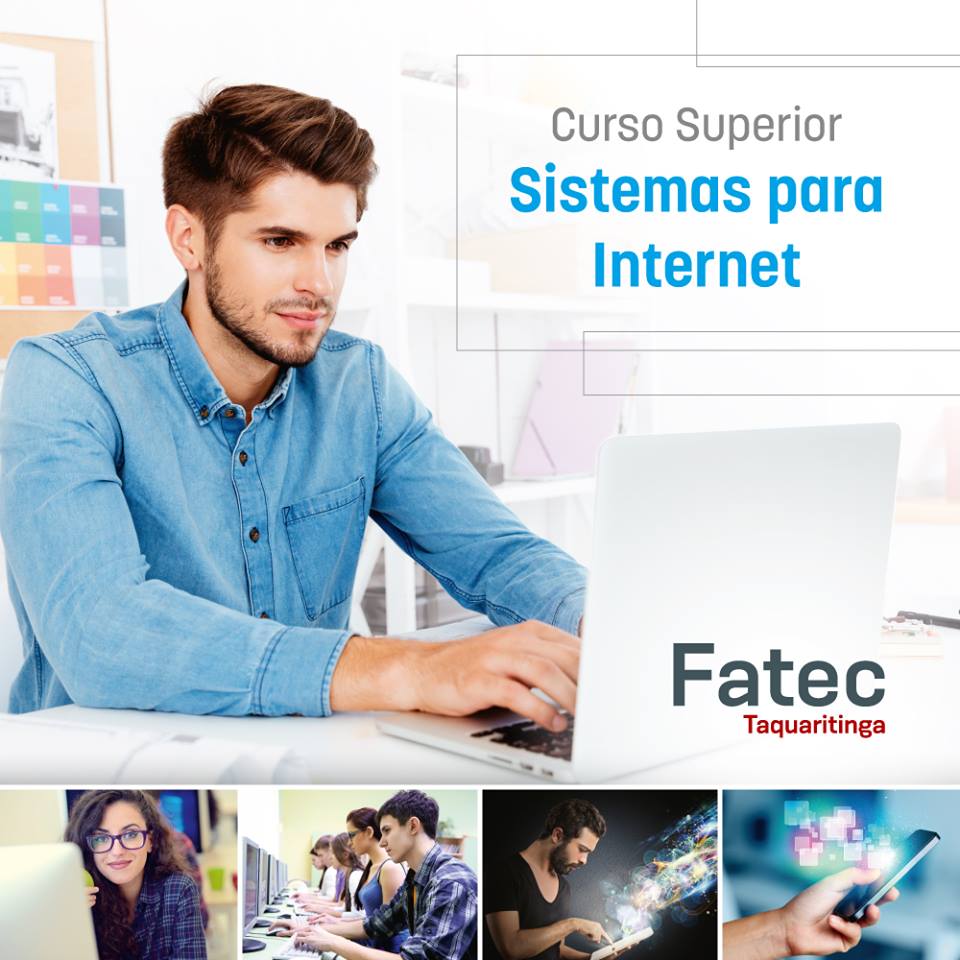 Curso Superior
Sistemas para
Internet
Fatec
Taquaritinga